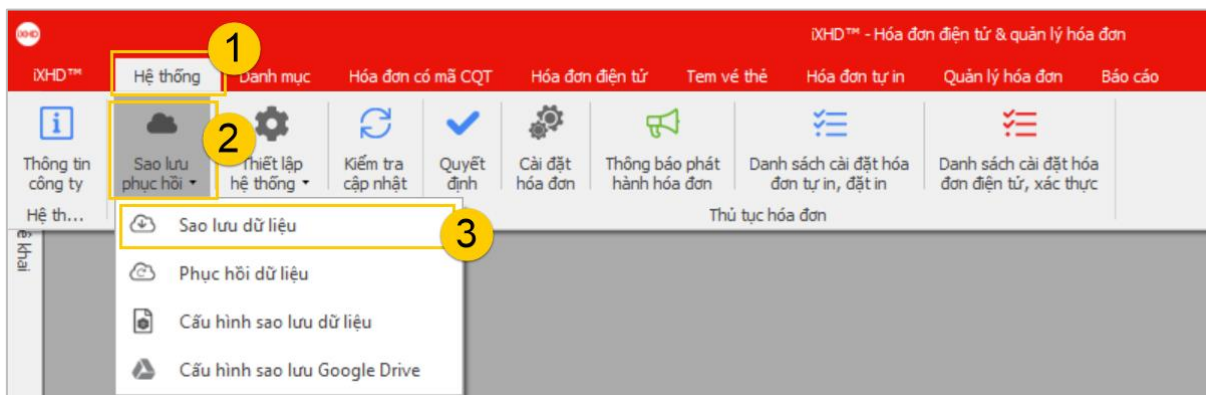 iXHD
iXHD™ - Hóa đơn điện tử & quản lý hóa đơn
1
iXHD™ Hệ thống Danh mục Hóa đơn có mã CQT Hóa đơn điện tử Tem vé thẻ Hóa đơn tự in Quản lý hóa đơn Báo cáo
2
Thông tin công ty
Sao lưu phục hồi
Thiết lập hệ thống
Kiểm tra cập nhật
Quyết định
Cài đặt hóa đơn
Thông báo phát hành hóa đơn
Danh sách cài đặt hóa đơn tự in, đặt in
Danh sách cài đặt hóa đơn điện tử, xác thực
Hệ th...
Thủ tục hóa đơn
khai
Sao lưu dữ liệu
3
Phục hồi dữ liệu
Cấu hình sao lưu dữ liệu
Cấu hình sao lưu Google Drive